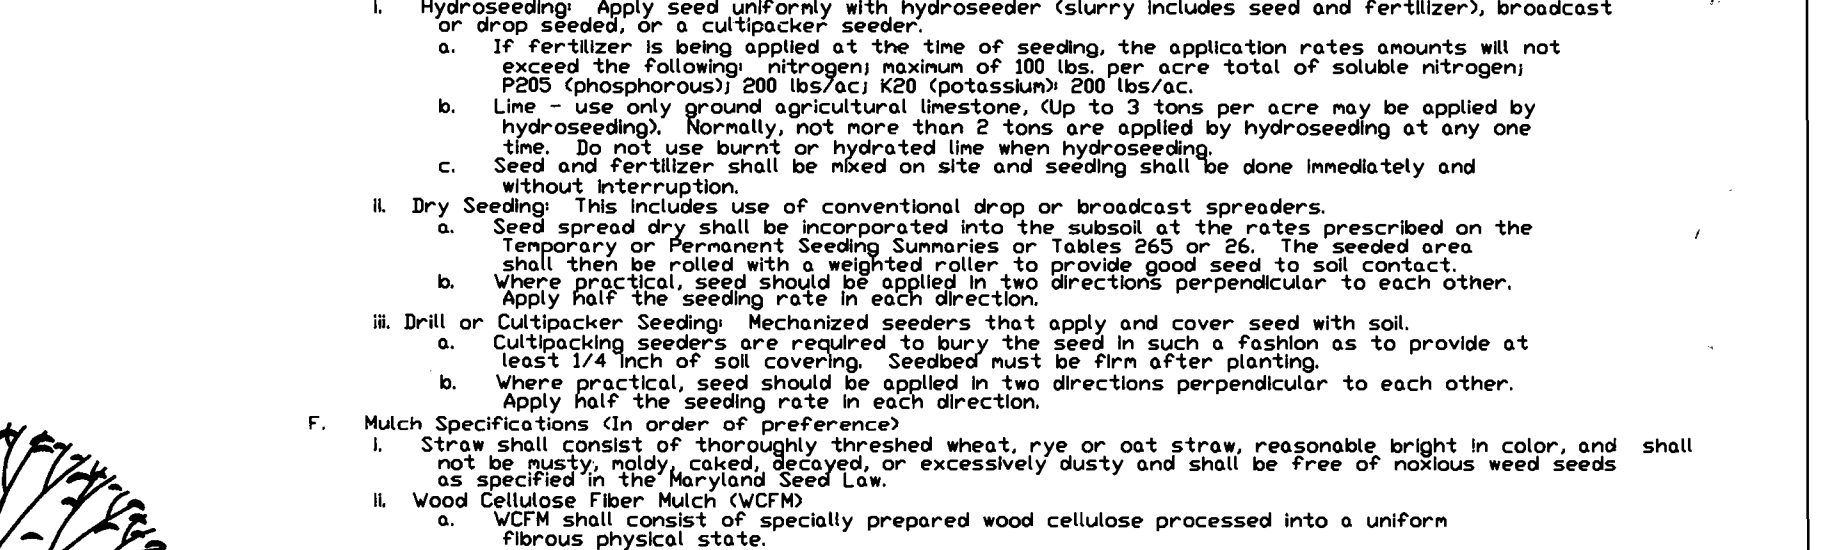 i. Hydroseeding: Apply seed uniformly with hydroseeder (slurry includes seed and fertilizer), broadcast
or drop seeded, or a cultipacker seeder.
a. If fertilizer is being applied at the time of seeding, the application rates amounts will not
exceed the following: nitrogen; maximum of 100 lbs. per acre total of soluble nitrogen;
P205 (phosphorous); 200 lbs/ac; K20 (potassium): 200 lbs/ac.
b. Lime - use only ground agricultural limestone, (Up to 3 tons per acre may be applied by
hydroseeding). Normally, not more than 2 tons are applied by hydroseeding at any one
time. Do not use burnt or hydrated lime when hydroseeding.
c. Seed and fertilizer shall be mixed on site and seeding shall be done immediately and
without interruption.
ii. Dry Seeding: This includes use of conventional drop or broadcast spreaders.
a. Seed spread dry shall be incorporated into the subsoil at the rates prescribed on the
Temporary or Permanent Seeding Summaries or Tables 265 or 26. The seeded area
shall then be rolled with a weighted roller to provide good seed to soil contact.
b. Where practical, seed should be applied in two directions perpendicular to each other.
Apply half the seeding rate in each direction.
iii. Drill or Cultipacker Seeding: Mechanized seeders that apply and cover seed with soil.
a. Cultipacking seeders are required to bury the seed in such a fashion as to provide at
least 1/4 inch of soil covering. Seedbed must be firm after planting.
b. Where practical, seed should be applied in two directions perpendicular to each other.
Apply half the seeding rate in each direction.
F. Mulch Specifications (In order of preference)
i. Straw shall consist of thoroughly threshed wheat, rye or oat straw, reasonable bright in color, and shall
not be musty, moldy, caked, decayed, or excessively dusty and shall be free of noxious weed seeds
as specified in the Maryland Seed Law.
ii. Wood Cellulose Fiber Mulch (WCFM)
a. WCFM shall consist of specially prepared wood cellulose processed into a uniform
fibrous physical state.